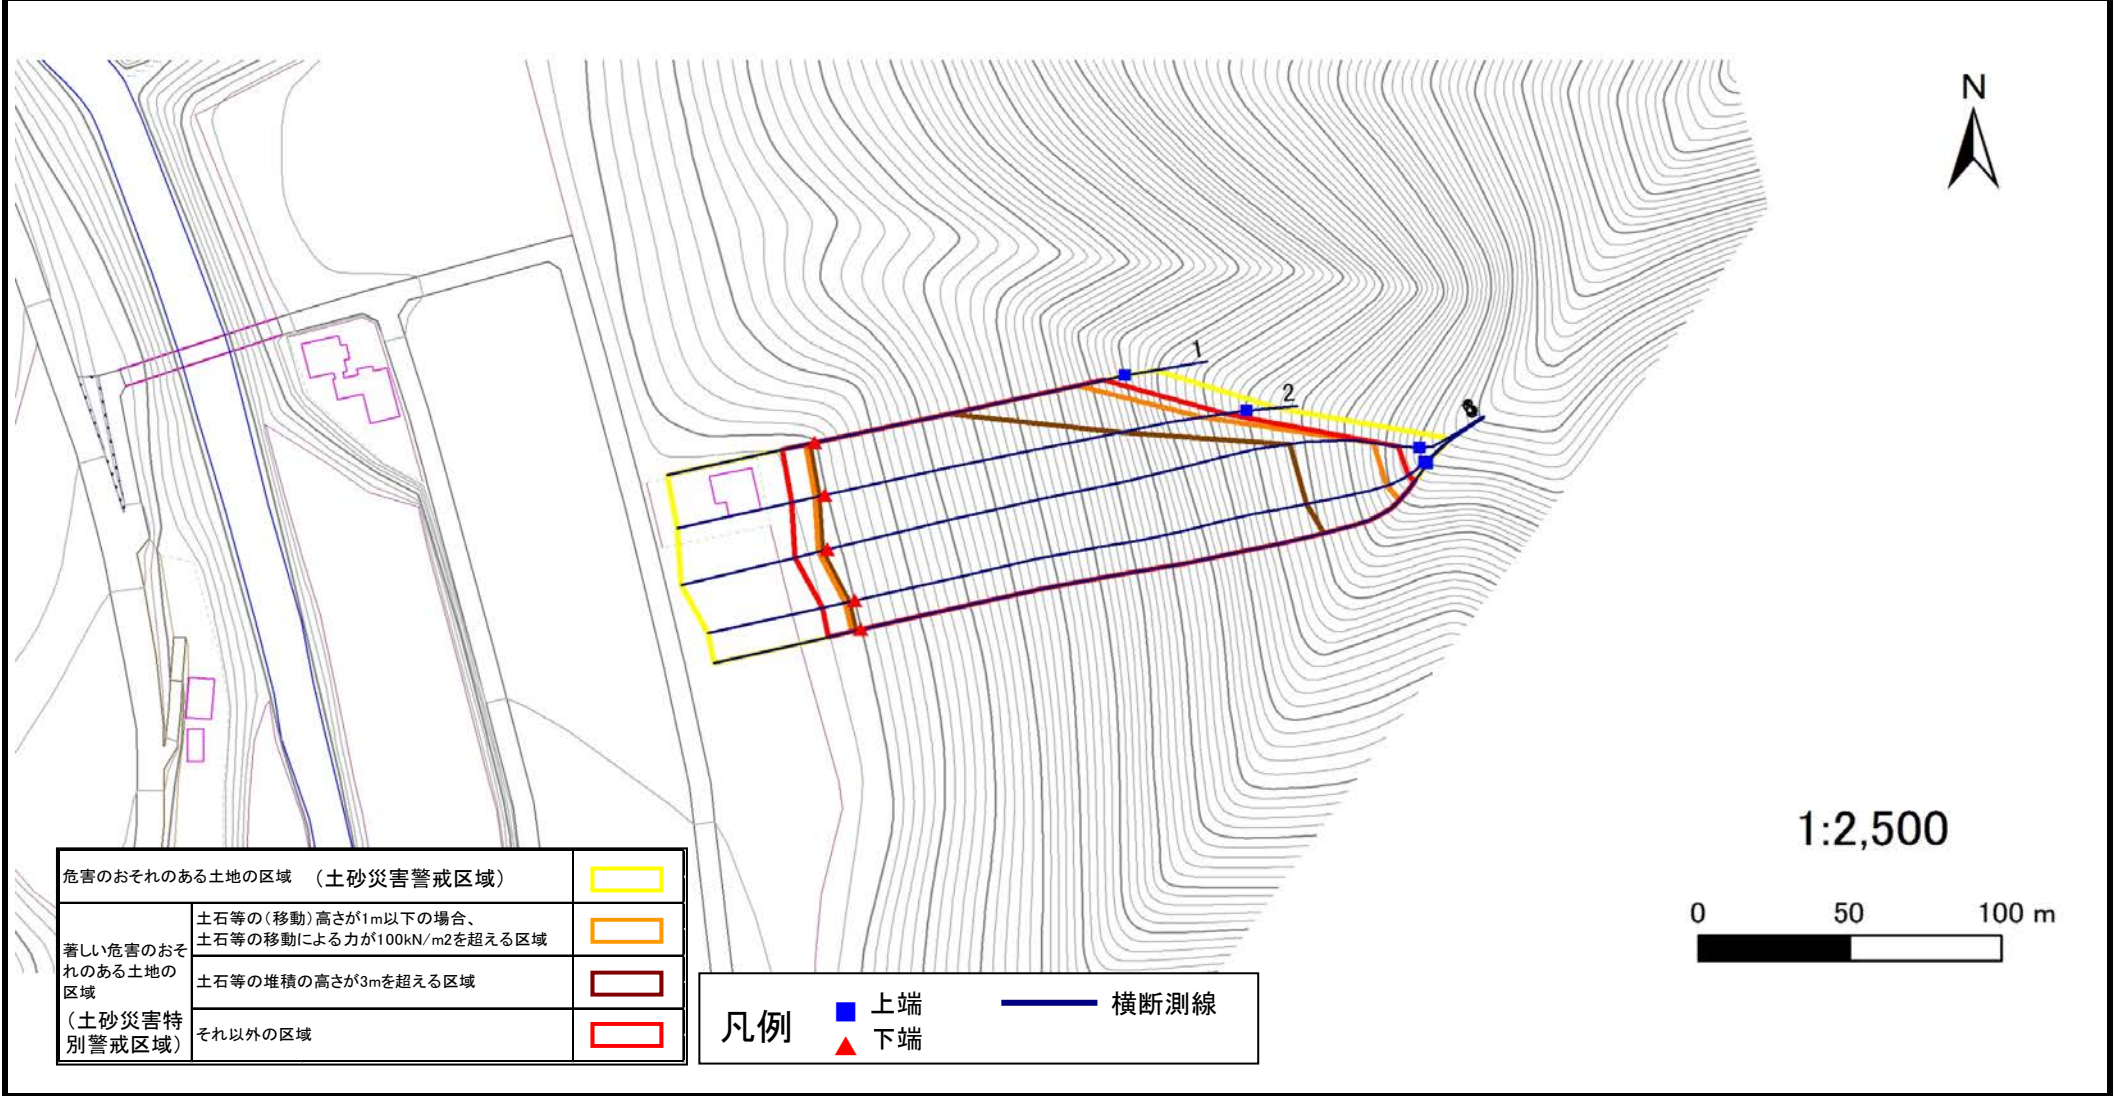 N
1
2
1:2,500
0 50 100 m
危害のおそれのある土地の区域 (土砂災害警戒区域)
著しい危害のおそ
れのある土地の
区域
(土砂災害特
別警戒区域)
土石等の(移動)高さが1m以下の場合、
土石等の移動による力が100kN/m2を超える区域
土石等の堆積の高さが3mを超える区域
それ以外の区域
凡例
上端
下端
横断測線